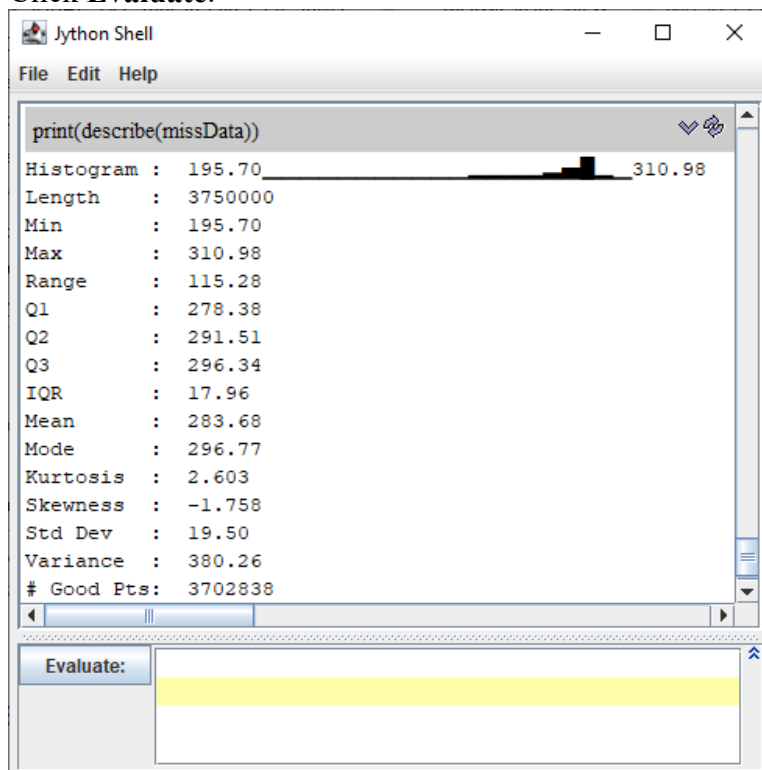 Click Evaluate.
Jython Shell
File Edit Help
print(describe(missData))
Histogram : 195.70 310.98
Length : 3750000
Min : 195.70
Max : 310.98
Range : 115.28
Q1 : 278.38
Q2 : 291.51
Q3 : 296.34
IQR : 17.96
Mean : 283.68
Mode : 296.77
Kurtosis : 2.603
Skewness : -1.758
Std Dev : 19.50
Variance : 380.26
# Good Pts: 3702838
Evaluate: